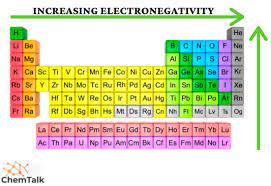 INCREASING ELECTRONEGATIVITY
H He
Li Be B C N O F Ne
Na Mg Al Si P S Cl Ar
K Ca Sc Ti V Cr Mn Fe Co Ni Cu Zn Ga Ge As Se Br Kr
Rb Sr Y Zr Nb Mo Tc Ru Rh Pd Ag Cd In Sn Sb Te I Xe
Cs Ba Hf Ta W Re Os Ir Pt Au Hg Tl Pb Bi Po At Rn
Fr Ra Rf Db Sg Bh Hs Mt Ds Rg Cn Nh Fl Mc Lv Ts Og
La Ce Pr Nd Pm Sm Eu Gd Tb Dy Ho Er Tm Yb Lu
Ac Th Pa U Np Pu Am Cm Bk Cf Es Fm Md No Lr
ChemTalk